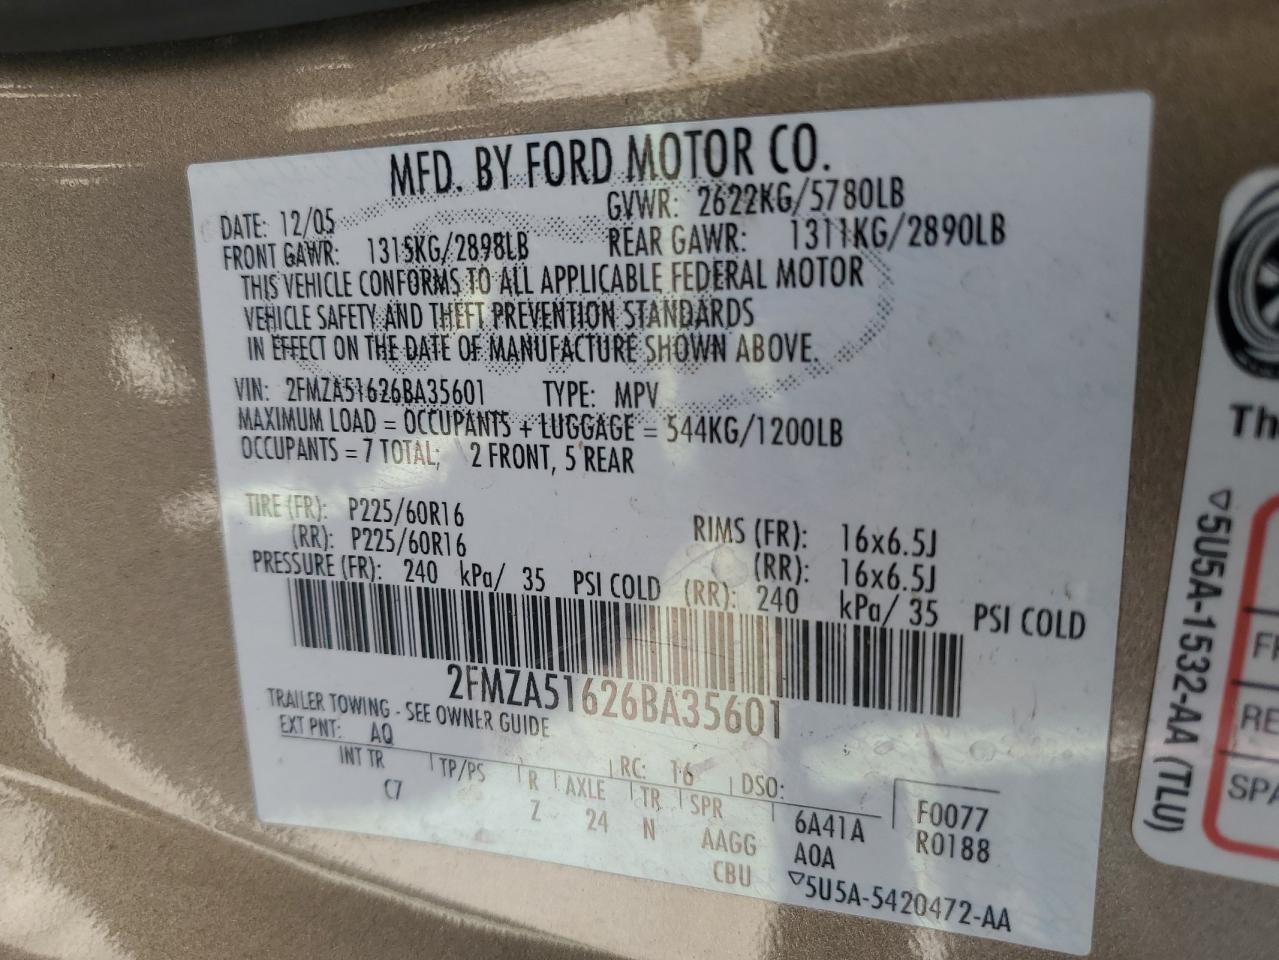 MFD. BY FORD MOTOR CO.
DATE: 12/05 GVWR: 2622KG/5780LB
FRONT GAWR: 1315KG/2898LB REAR GAWR: 1311KG/2890LB
THIS VEHICLE CONFORMS TO ALL APPLICABLE FEDERAL MOTOR
VEHICLE SAFETY AND THEFT PREVENTION STANDARDS
IN EFFECT ON THE DATE OF MANUFACTURE SHOWN ABOVE.
VIN: 2FMZA51626BA35601 TYPE: MPV
MAXIMUM LOAD = OCCUPANTS + LUGGAGE = 544KG/1200LB
OCCUPANTS = 7 TOTAL; 2 FRONT, 5 REAR
TIRE (FR): P225/60R16 RIMS (FR): 16x6.5J
(RR): P225/60R16 (RR): 16x6.5J
PRESSURE (FR): 240 kPa/ 35 PSI COLD (RR): 240 kPa/ 35 PSI COLD
2FMZA51626BA35601
TRAILER TOWING - SEE OWNER GUIDE
EXT PNT: AQ RC: 16 DSO:
INT TR TP/PS R AXLE TR SPR 6A41A F0077
C7 Z 24 N AAGG A0A R0188
CBU ▽5U5A-5420472-AA
Th
▽5U5A-1532-AA (TLU)
FR
RE
SPA